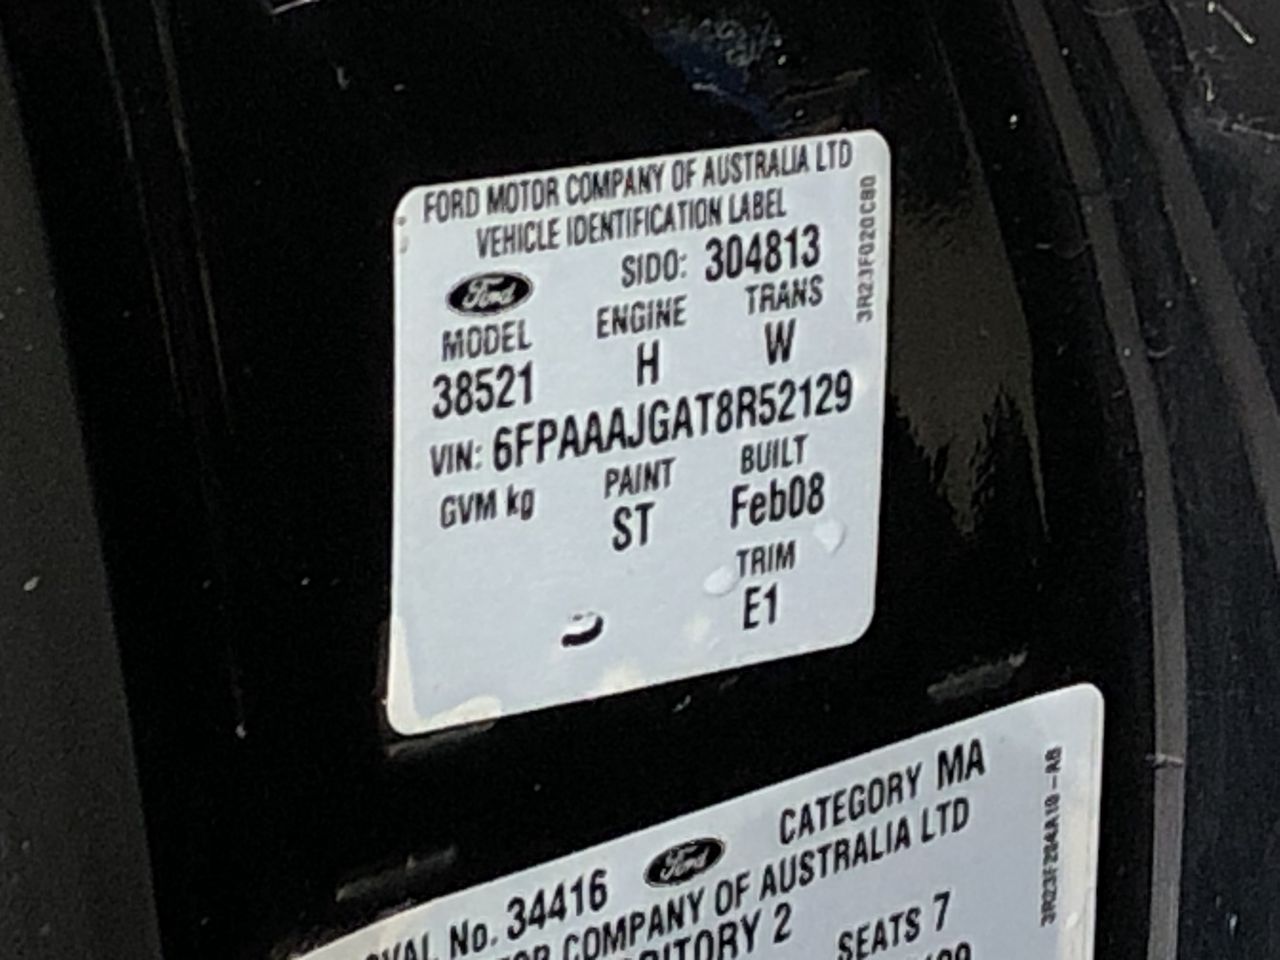 FORD MOTOR COMPANY OF AUSTRALIA LTD
VEHICLE IDENTIFICATION LABEL
Ford SIDO: 304813
MODEL ENGINE TRANS
38521 H W
VIN: 6FPAAAJGAT8R52129
GVM kg PAINT BUILT
ST Feb08
TRIM
E1
3R23F020C80
No. 34416 Ford CATEGORY MA
COMPANY OF AUSTRALIA LTD
2 SEATS 7